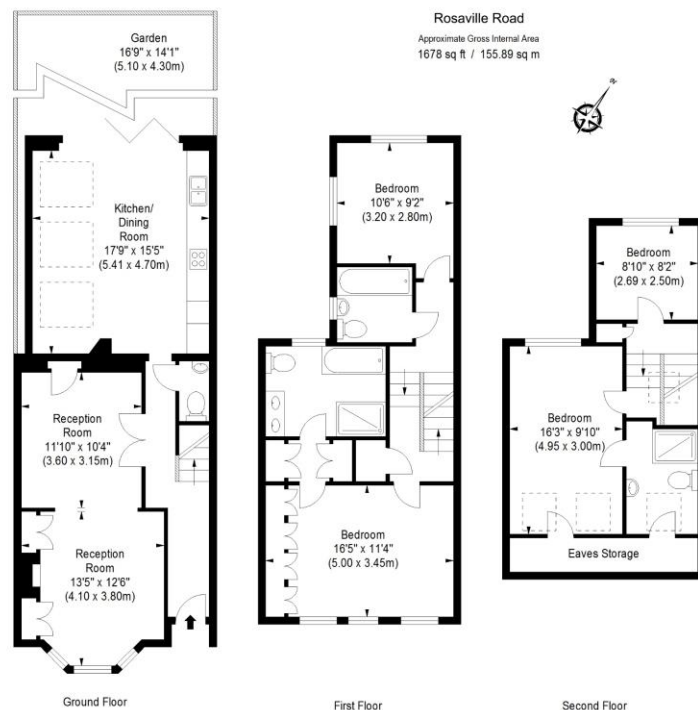 Rosaville Road
Approximate Gross Internal Area
1678 sq ft / 155.89 sq m
N
Garden
16'9" x 14'1"
(5.10 x 4.30m)
Kitchen/
Dining
Room
17'9" x 15'5"
(5.41 x 4.70m)
Reception
Room
11'10" x 10'4"
(3.60 x 3.15m)
Reception
Room
13'5" x 12'6"
(4.10 x 3.80m)
Ground Floor
Bedroom
10'6" x 9'2"
(3.20 x 2.80m)
Bedroom
16'5" x 11'4"
(5.00 x 3.45m)
First Floor
Bedroom
8'10" x 8'2"
(2.69 x 2.50m)
Bedroom
16'3" x 9'10"
(4.95 x 3.00m)
Eaves Storage
Second Floor